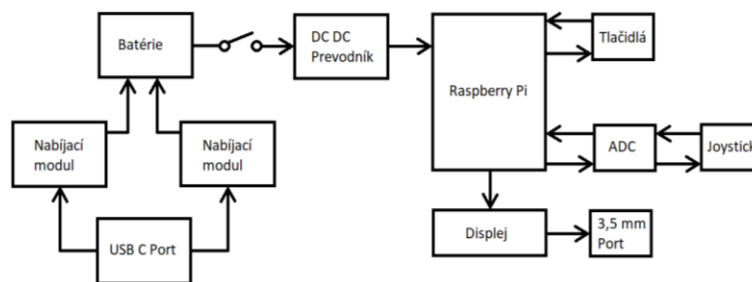 Batérie
DC DC
Prevodník
Raspberry Pi
Tlačidlá
Nabíjací
modul
Nabíjací
modul
ADC
Joystick
USB C Port
Displej
3,5 mm
Port